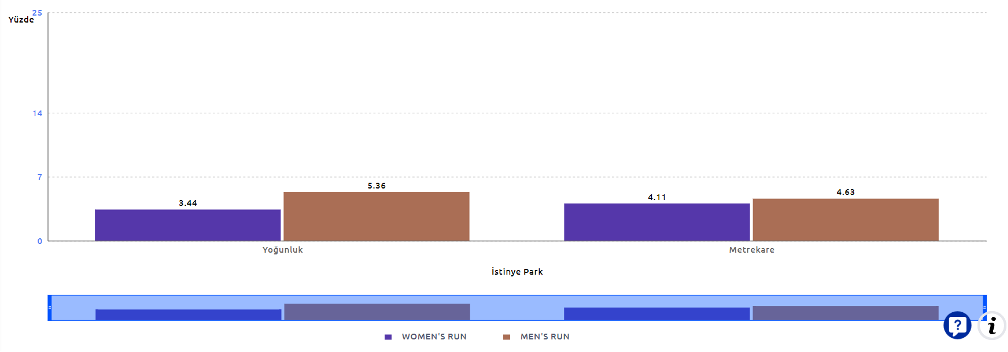 Yüzde
25
14
7
0
3.44
5.36
4.11
4.63
Yoğunluk
Metrekare
İstinye Park
WOMEN'S RUN
MEN'S RUN
?
i